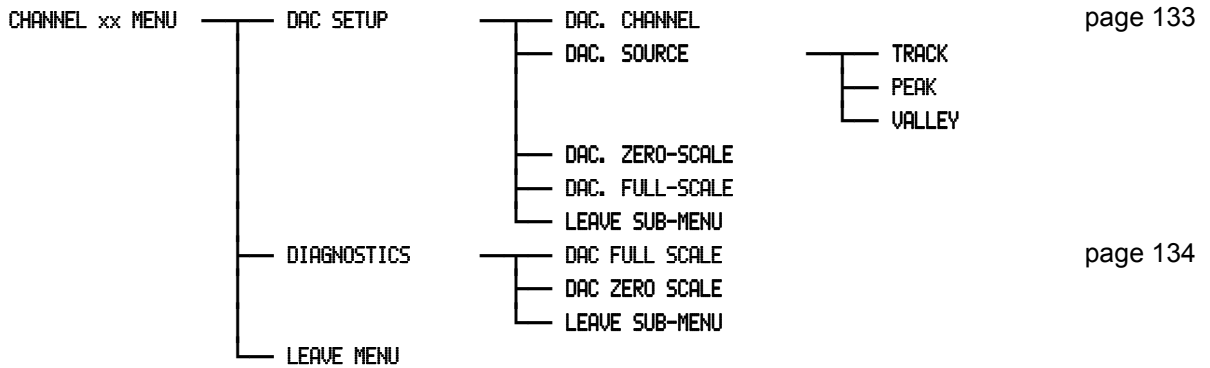 CHANNEL xx MENU DAC SETUP DAC. CHANNEL page 133
DAC. SOURCE TRACK
PEAK
VALLEY
DAC. ZERO-SCALE
DAC. FULL-SCALE
LEAVE SUB-MENU
DIAGNOSTICS DAC FULL SCALE page 134
DAC ZERO SCALE
LEAVE SUB-MENU
LEAVE MENU